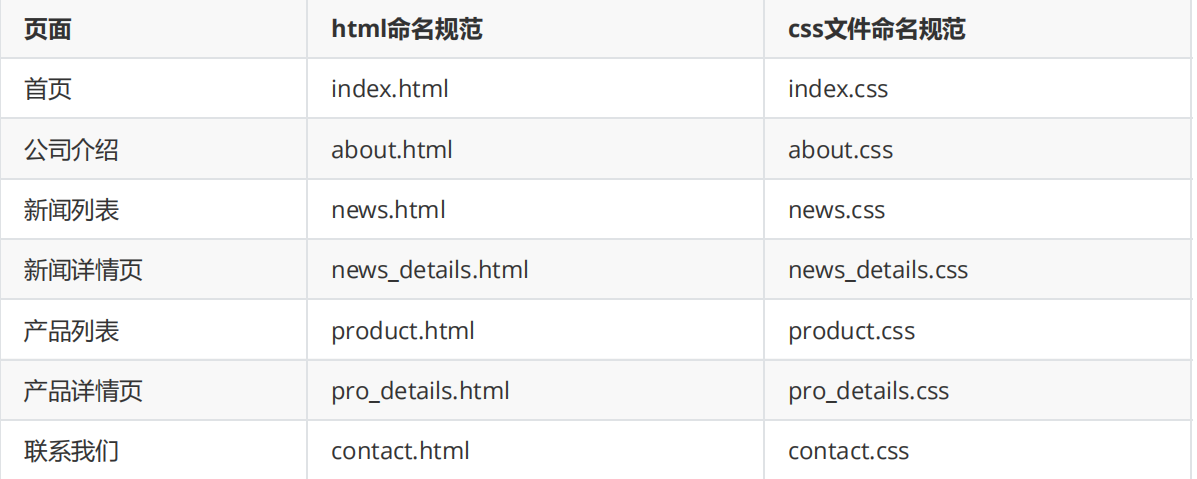 页面 html命名规范 css文件命名规范
首页 index.html index.css
公司介绍 about.html about.css
新闻列表 news.html news.css
新闻详情页 news_details.html news_details.css
产品列表 product.html product.css
产品详情页 pro_details.html pro_details.css
联系我们 contact.html contact.css